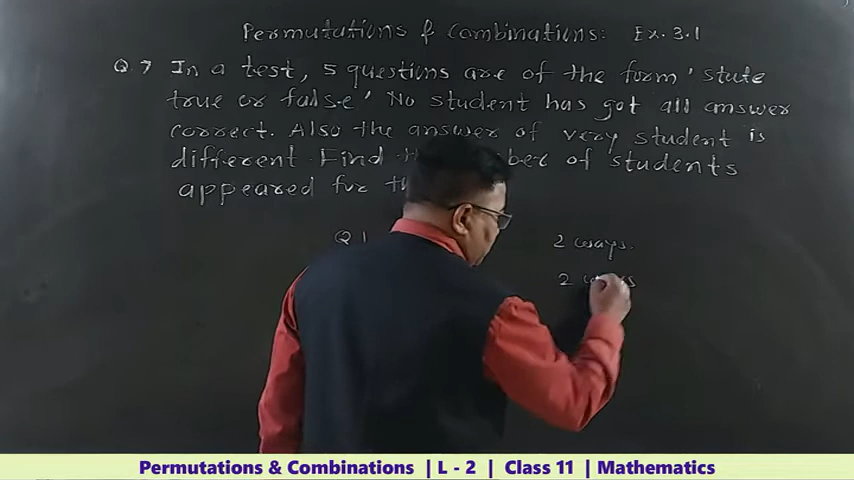 Permutations & Combinations: Ex. 3.1
Q.7 In a test, 5 questions are of the form 'state
true or false' No student has got all answer
correct. Also the answer of very student is
different. Find of students
appeared for
Q 1 2 ways.
2
Permutations & Combinations | L - 2 | Class 11 | Mathematics